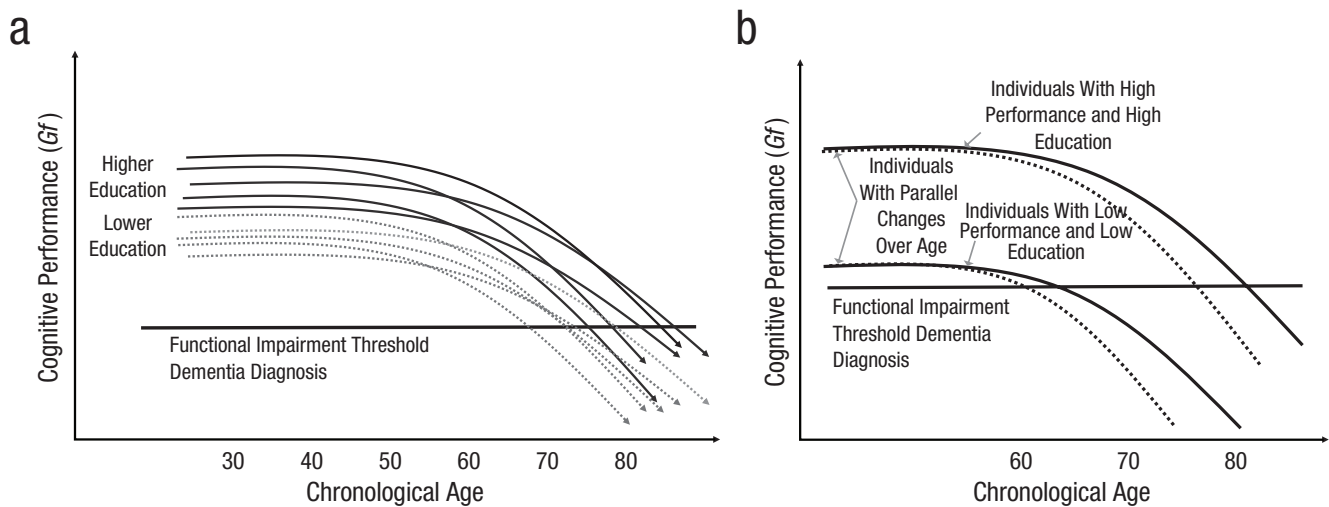 a
Cognitive Performance (Gf)
Higher
Education
Lower
Education
Functional Impairment Threshold
Dementia Diagnosis
30 40 50 60 70 80
Chronological Age
b
Cognitive Performance (Gf)
Individuals With High
Performance and High
Education
Individuals
With Parallel
Changes
Over Age
Individuals With Low
Performance and Low
Education
Functional Impairment
Threshold Dementia
Diagnosis
60 70 80
Chronological Age